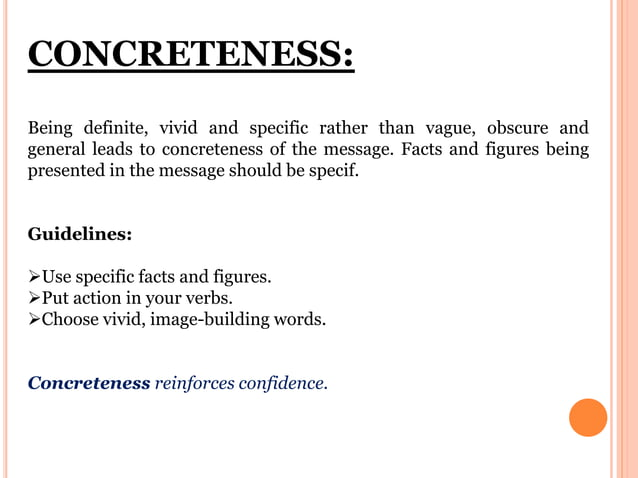 CONCRETENESS:
Being definite, vivid and specific rather than vague, obscure and
general leads to concreteness of the message. Facts and figures being
presented in the message should be specif.
Guidelines:
➢Use specific facts and figures.
➢Put action in your verbs.
➢Choose vivid, image-building words.
Concreteness reinforces confidence.